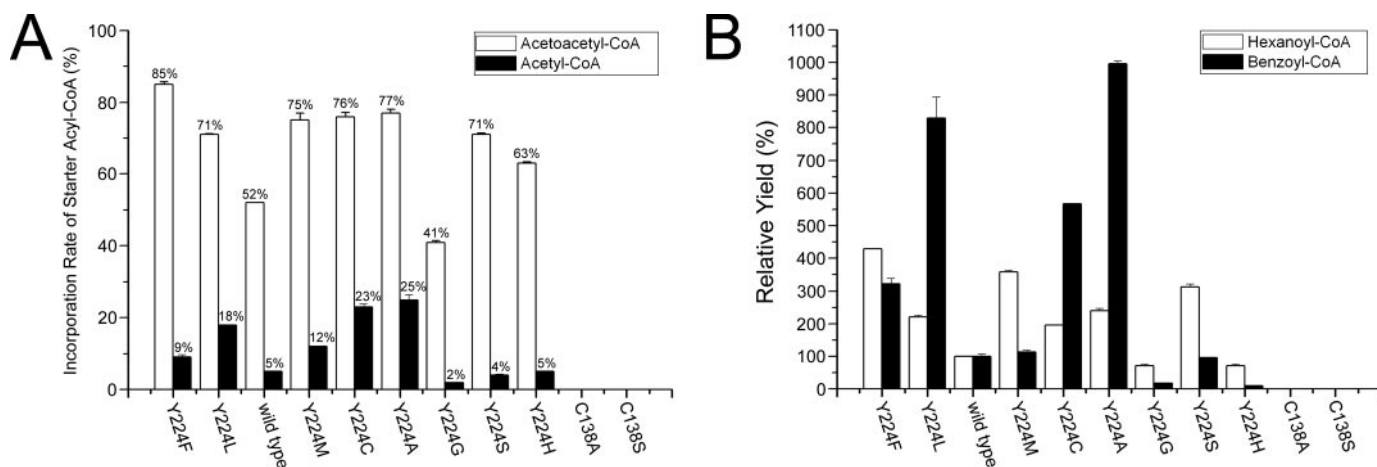 A
Incorporation Rate of Starter Acyl-CoA (%)
100
80
60
40
20
0
Acetoacetyl-CoA
Acetyl-CoA
85%
9%
71%
18%
52%
5%
75%
12%
76%
23%
77%
25%
41%
2%
71%
4%
63%
5%
Y224F
Y224L
wild type
Y224M
Y224C
Y224A
Y224G
Y224S
Y224H
C138A
C138S
B
Relative Yield (%)
1100
1000
900
800
700
600
500
400
300
200
100
0
Hexanoyl-CoA
Benzoyl-CoA
Y224F
Y224L
wild type
Y224M
Y224C
Y224A
Y224G
Y224S
Y224H
C138A
C138S